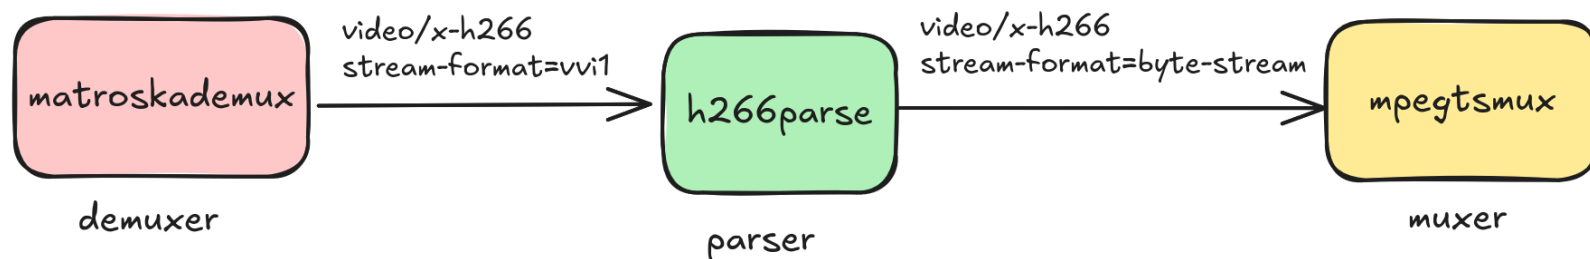 matroskademux
demuxer
video/x-h266
stream-format=vvi1
h266parse
parser
video/x-h266
stream-format=byte-stream
mpegtsmux
muxer